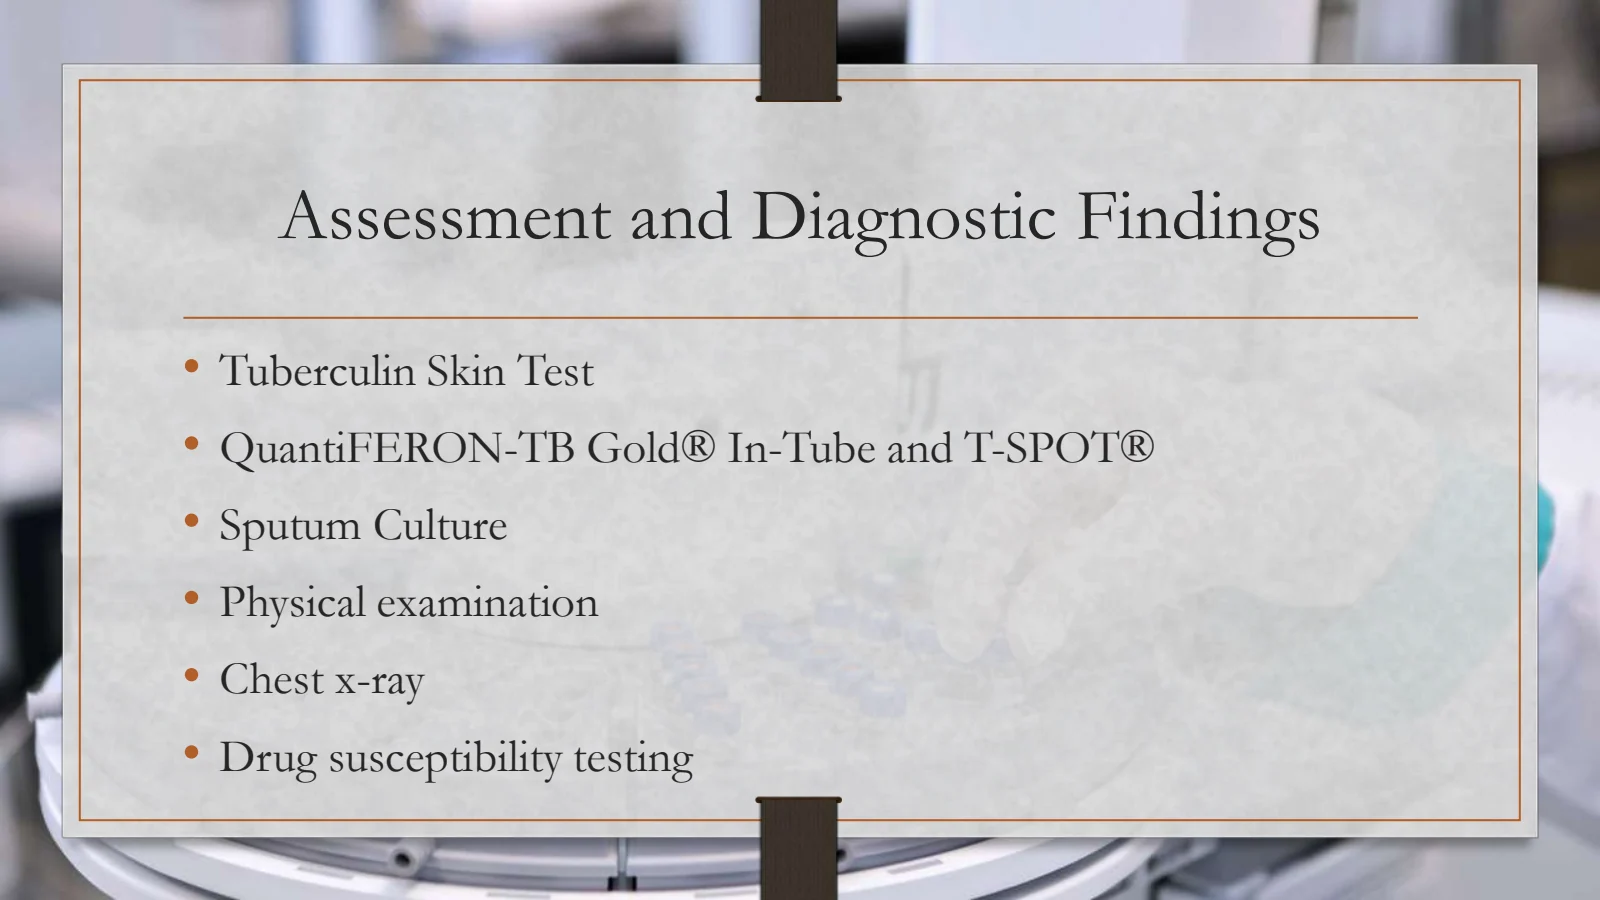 Assessment and Diagnostic Findings
• Tuberculin Skin Test
• QuantiFERON-TB Gold® In-Tube and T-SPOT®
• Sputum Culture
• Physical examination
• Chest x-ray
• Drug susceptibility testing